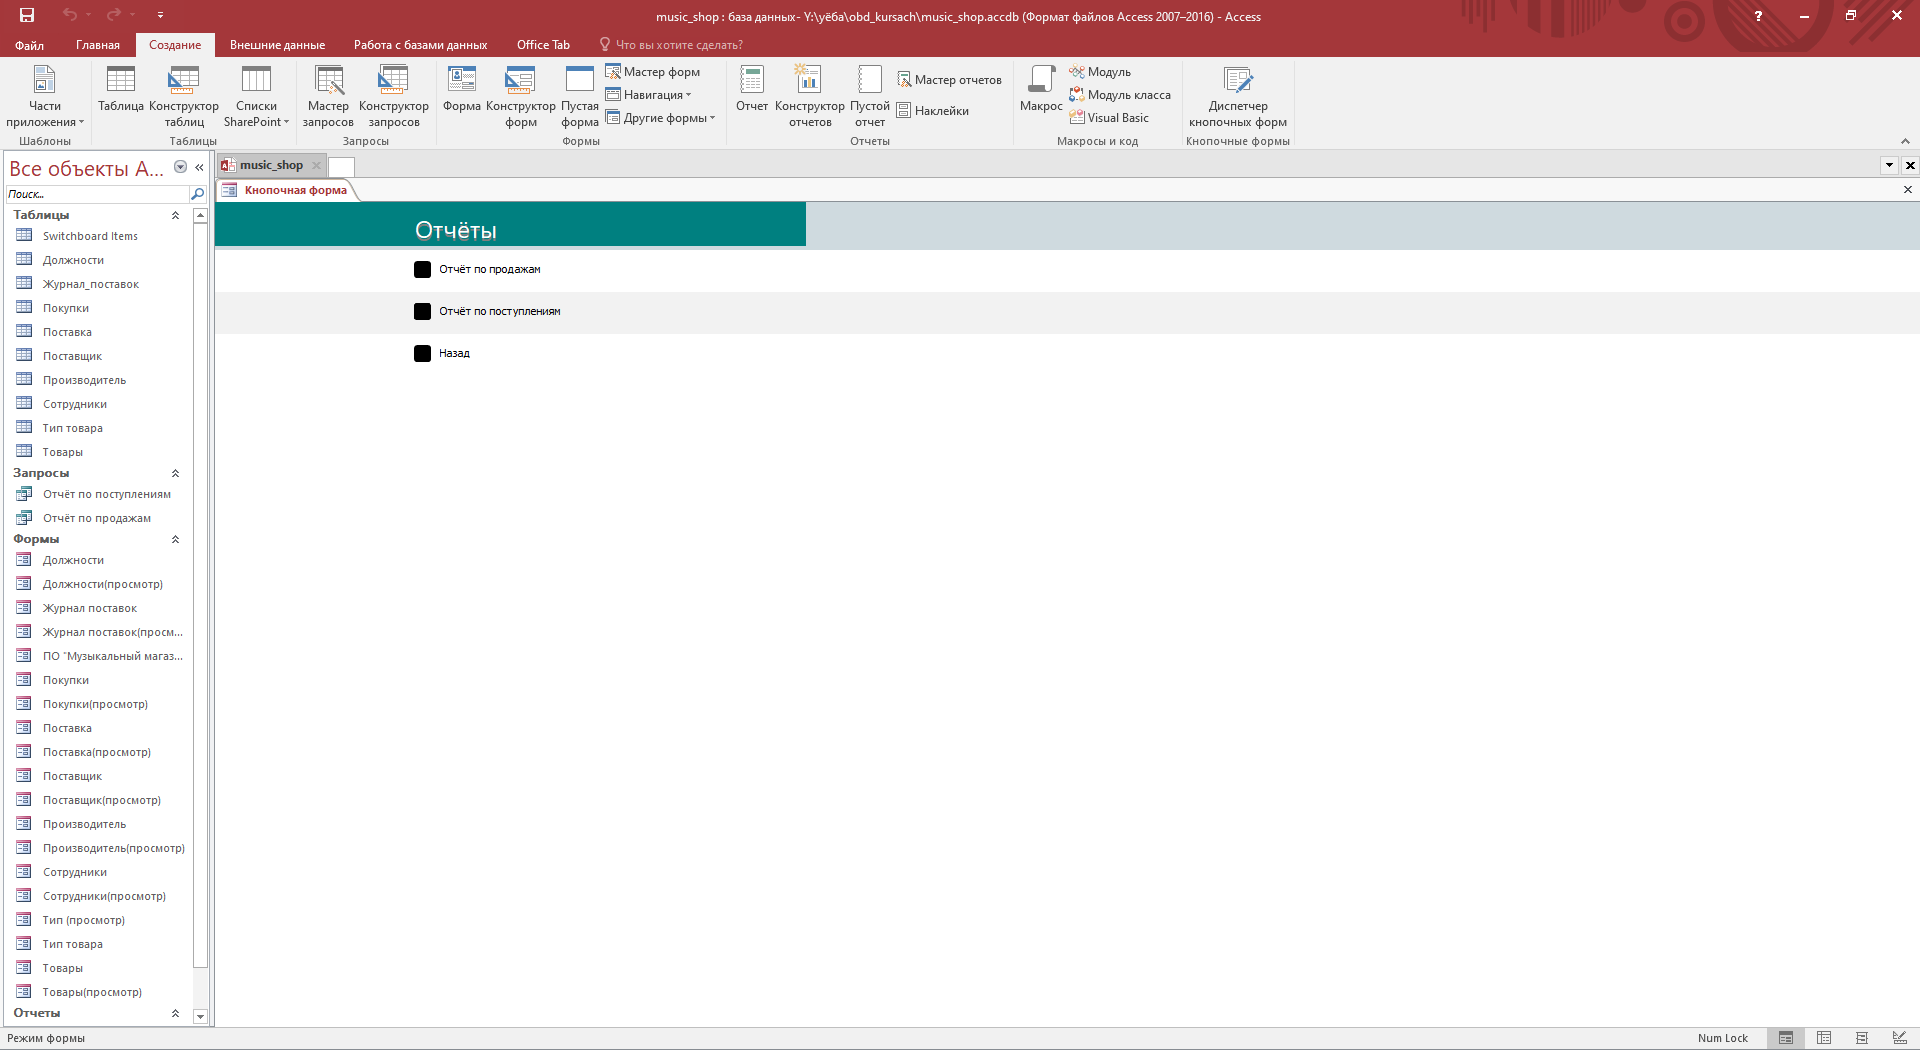 music_shop : база данных- Y:\уёба\obd_kursach\music_shop.accdb (Формат файлов Access 2007–2016) - Access
?
Файл
Главная
Создание
Внешние данные
Работа с базами данных
Office Tab
Что вы хотите сделать?
Части приложения
Таблица
Конструктор таблиц
Списки SharePoint
Мастер запросов
Конструктор запросов
Форма
Конструктор форм
Пустая форма
Мастер форм
Навигация
Другие формы
Отчет
Конструктор отчетов
Пустой отчет
Мастер отчетов
Наклейки
Макрос
Модуль
Модуль класса
Visual Basic
Диспетчер кнопочных форм
Шаблоны
Таблицы
Запросы
Формы
Отчеты
Макросы и код
Кнопочные формы
Все объекты A...
Поиск...
Таблицы
Switchboard Items
Должности
Журнал_поставок
Покупки
Поставка
Поставщик
Производитель
Сотрудники
Тип товара
Товары
Запросы
Отчёт по поступлениям
Отчёт по продажам
Формы
Должности
Должности(просмотр)
Журнал поставок
Журнал поставок(просм...
ПО "Музыкальный магаз...
Покупки
Покупки(просмотр)
Поставка
Поставка(просмотр)
Поставщик
Поставщик(просмотр)
Производитель
Производитель(просмотр)
Сотрудники
Сотрудники(просмотр)
Тип (просмотр)
Тип товара
Товары
Товары(просмотр)
Отчеты
music_shop
Кнопочная форма
Отчёты
Отчёт по продажам
Отчёт по поступлениям
Назад
Режим формы
Num Lock